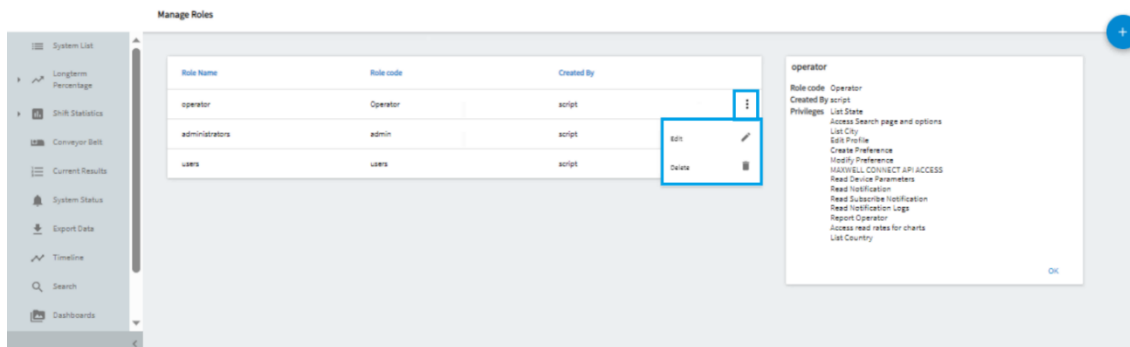 Manage Roles
+
System List
Longterm
Percentage
Shift Statistics
Conveyor Belt
Current Results
System Status
Export Data
Timeline
Search
Dashboards
Role Name Role code Created By
operator Operator script
administrators admin script
users users script
Edit
Delete
operator
Role code Operator
Created By script
Privileges List State
Access Search page and options
List City
Edit Profile
Create Preference
Modify Preference
MAXWELL CONNECT API ACCESS
Read Device Parameters
Read Notification
Read Subscribe Notification
Read Notification Logs
Report Operator
Access read rates for charts
List Country
OK